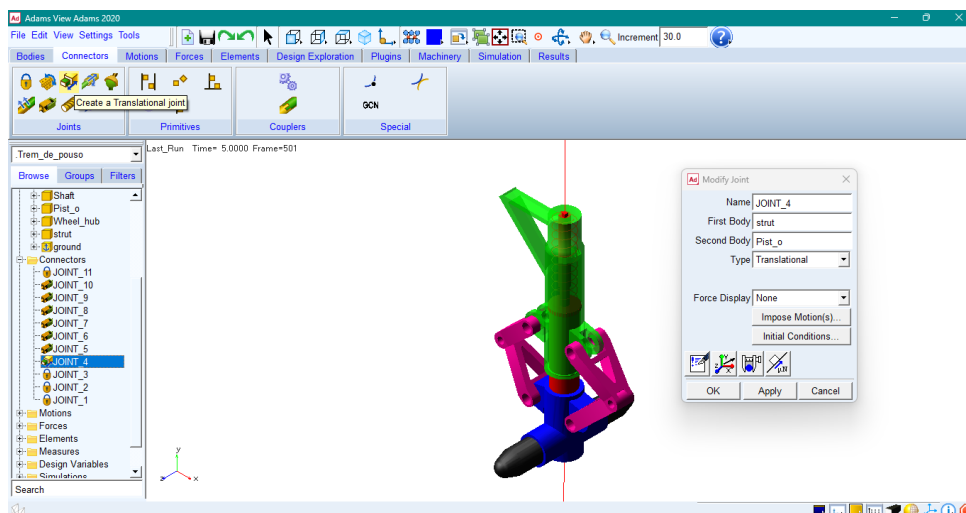 Ad Adams View Adams 2020
File Edit View Settings Tools
Increment 30.0
Bodies Connectors Motions Forces Elements Design Exploration Plugins Machinery Simulation Results
Create a Translational joint
GCN
Joints Primitives Couplers Special
.Trem_de_pouso
Last_Run Time= 5.0000 Frame=501
Browse Groups Filters
Shaft
Pist_o
Wheel_hub
strut
ground
Connectors
JOINT_11
JOINT_10
JOINT_9
JOINT_8
JOINT_7
JOINT_6
JOINT_5
JOINT_4
JOINT_3
JOINT_2
JOINT_1
Motions
Forces
Elements
Measures
Design Variables
Simulations
Search
y
z x
Ad Modify Joint
Name JOINT_4
First Body strut
Second Body Pist_o
Type Translational
Force Display None
Impose Motion(s)...
Initial Conditions...
OK Apply Cancel